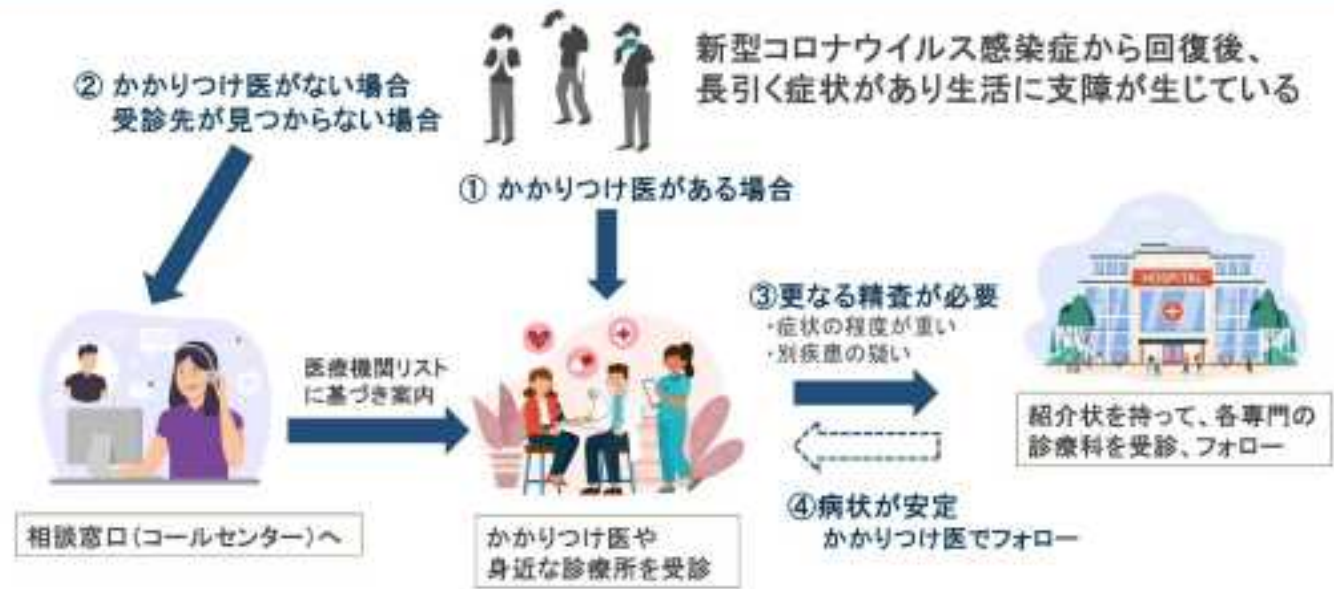 新型コロナウイルス感染症から回復後、
長引く症状があり生活に支障が生じている
② かかりつけ医がない場合
受診先が見つからない場合
① かかりつけ医がある場合
医療機関リスト
に基づき案内
③更なる精査が必要
・症状の程度が重い
・別疾患の疑い
HOSPITAL
紹介状を持って、各専門の
診療科を受診、フォロー
④病状が安定
かかりつけ医でフォロー
相談窓口(コールセンター)へ
かかりつけ医や
身近な診療所を受診